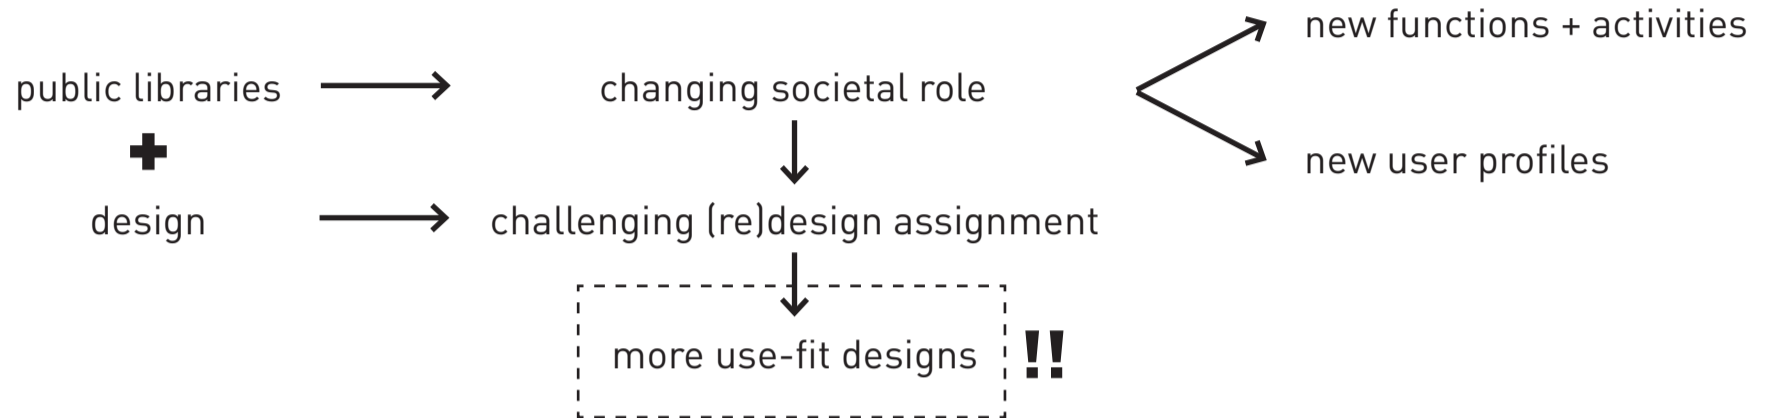 new functions + activities
public libraries
changing societal role
new user profiles
design
challenging (re)design assignment
more use-fit designs !!